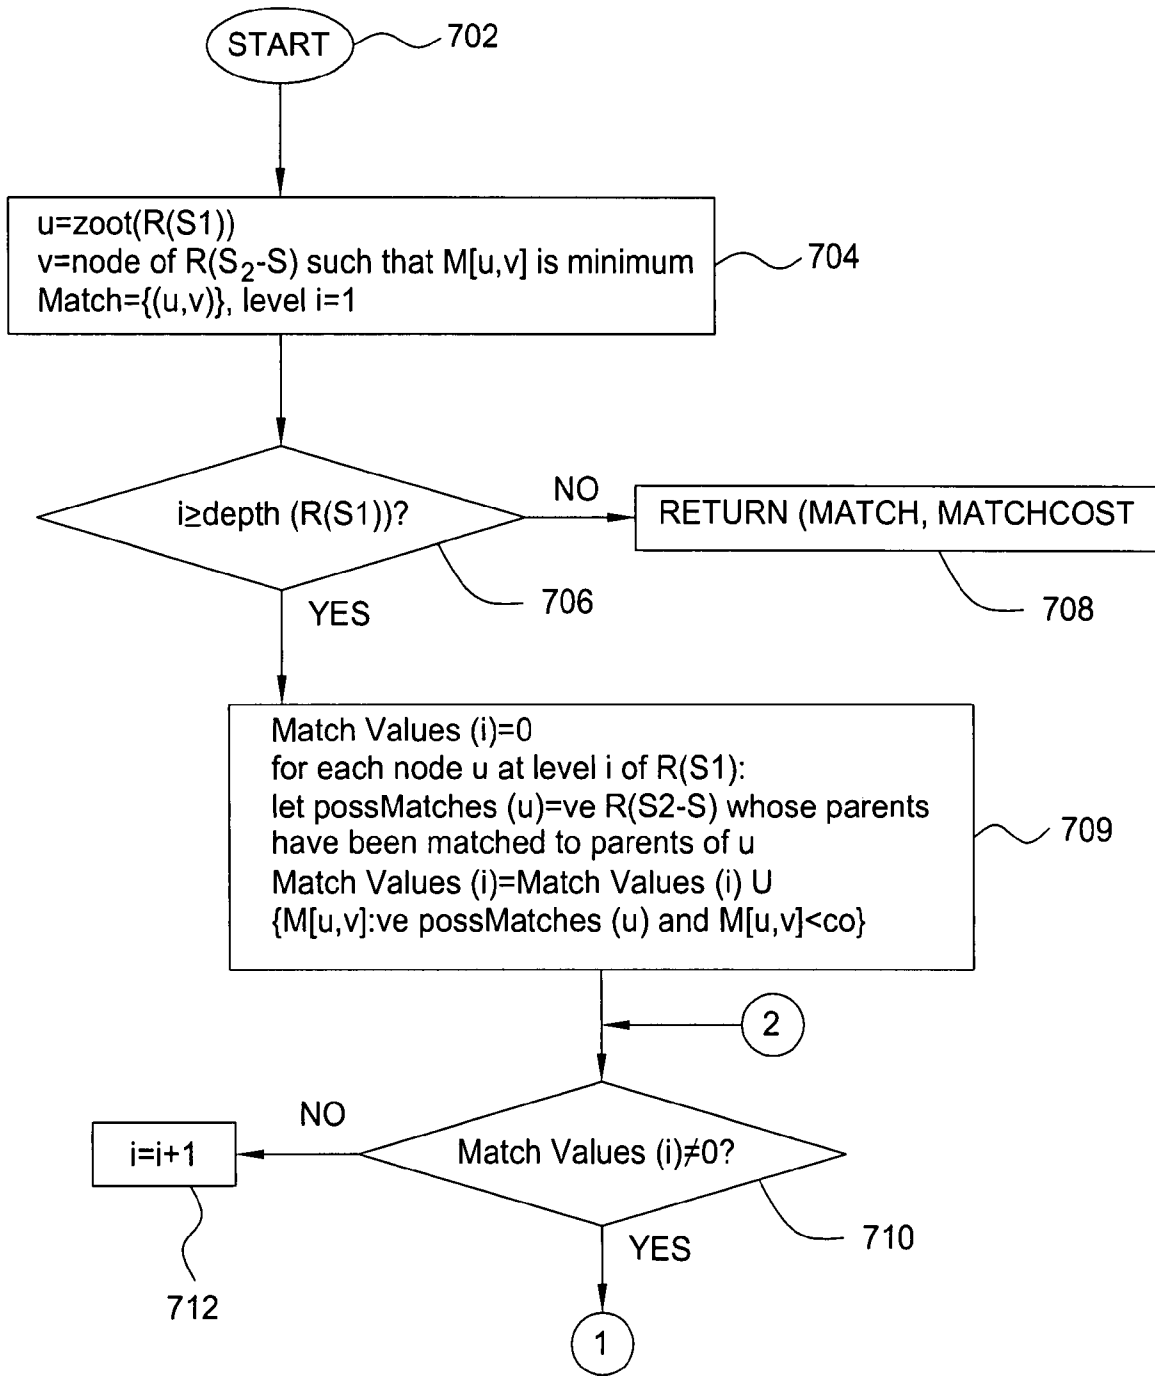 START
702
u=zoot(R(S1))
v=node of R(S₂-S) such that M[u,v] is minimum
Match={(u,v)}, level i=1
704
i≥depth (R(S1))?
NO
RETURN (MATCH, MATCHCOST
706
708
YES
Match Values (i)=0
for each node u at level i of R(S1):
let possMatches (u)=ve R(S2-S) whose parents
have been matched to parents of u
Match Values (i)=Match Values (i) U
{M[u,v]:ve possMatches (u) and M[u,v]<co}
709
2
NO
i=i+1
Match Values (i)≠0?
710
YES
712
1